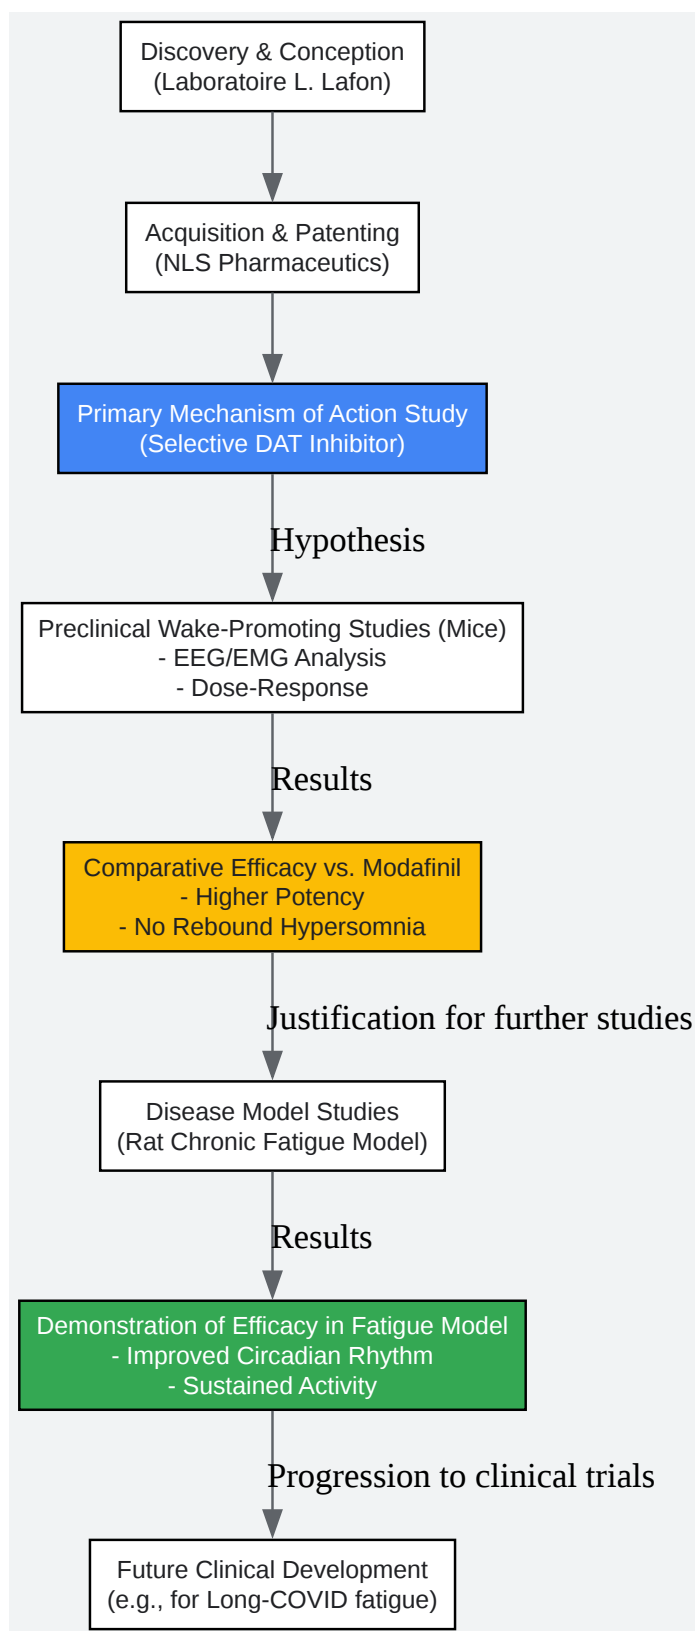 Discovery & Conception
(Laboratoire L. Lafon)
Acquisition & Patenting
(NLS Pharmaceutics)
Primary Mechanism of Action Study
(Selective DAT Inhibitor)
Hypothesis
Preclinical Wake-Promoting Studies (Mice)
- EEG/EMG Analysis
- Dose-Response
Results
Comparative Efficacy vs. Modafinil
- Higher Potency
- No Rebound Hypersomnia
Justification for further studies
Disease Model Studies
(Rat Chronic Fatigue Model)
Results
Demonstration of Efficacy in Fatigue Model
- Improved Circadian Rhythm
- Sustained Activity
Progression to clinical trials
Future Clinical Development
(e.g., for Long-COVID fatigue)